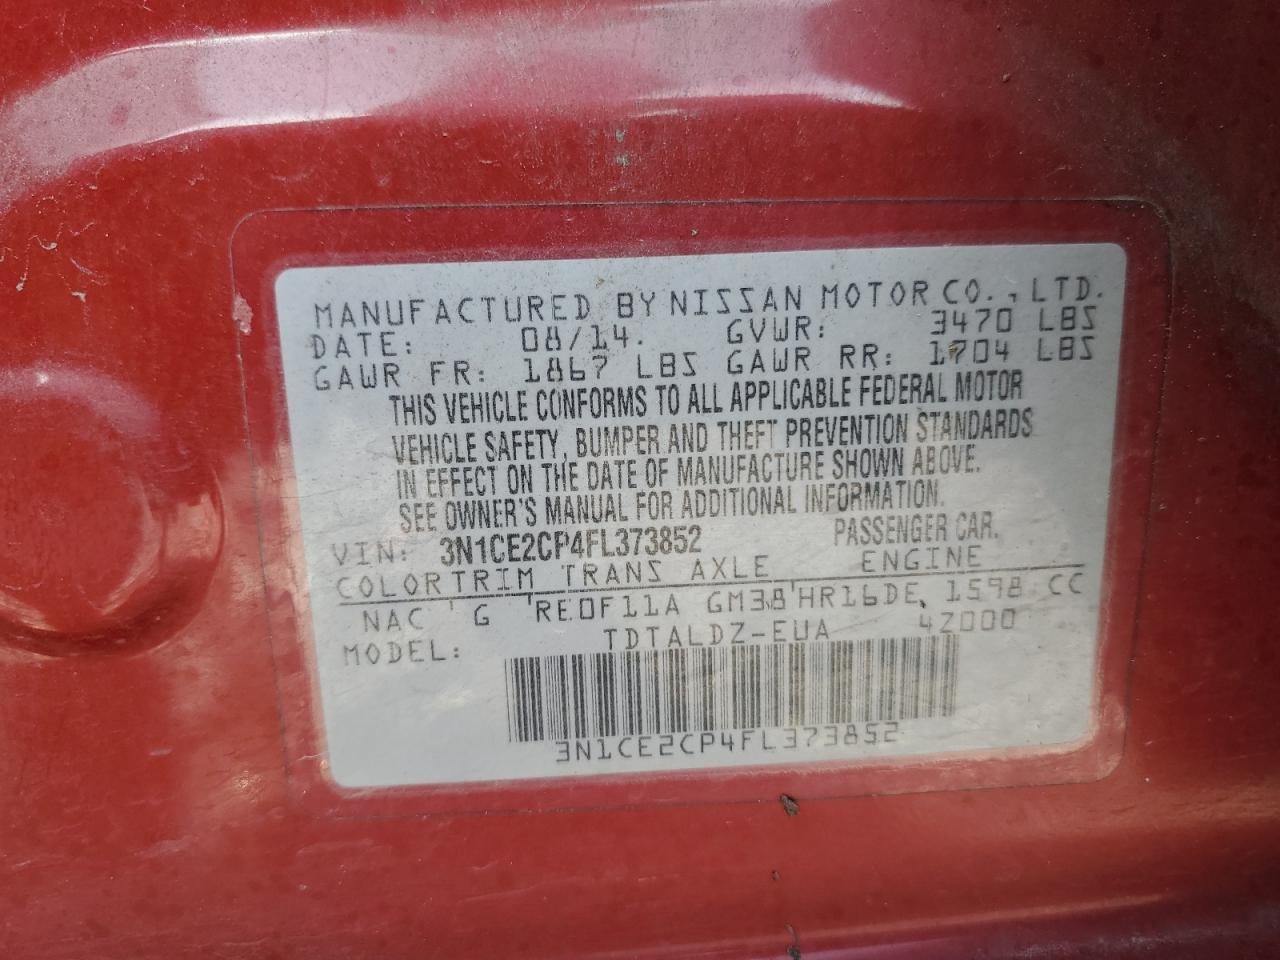 MANUFACTURED BY NISSAN MOTOR CO., LTD.
DATE: 08/14. GVWR: 3470 LBS
GAWR FR: 1867 LBS GAWR RR: 1704 LBS
THIS VEHICLE CONFORMS TO ALL APPLICABLE FEDERAL MOTOR
VEHICLE SAFETY, BUMPER AND THEFT PREVENTION STANDARDS
IN EFFECT ON THE DATE OF MANUFACTURE SHOWN ABOVE.
SEE OWNER'S MANUAL FOR ADDITIONAL INFORMATION.
VIN: 3N1CE2CP4FL373852 PASSENGER CAR.
COLOR TRIM TRANS AXLE ENGINE
NAC G RE0F11A GM38 HR16DE 1598 CC
MODEL: TDTALDZ-EUA 4Z000
3N1CE2CP4FL373852